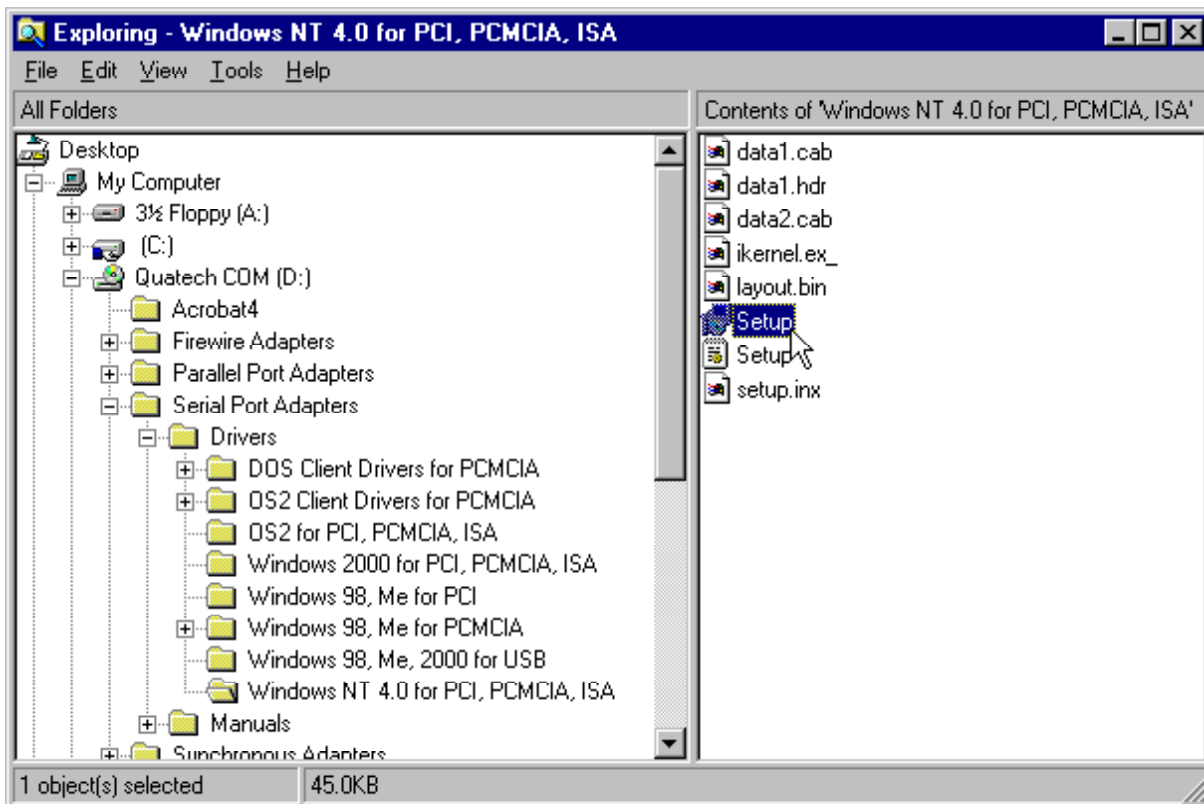 Exploring - Windows NT 4.0 for PCI, PCMCIA, ISA
File Edit View Tools Help
All Folders
Contents of 'Windows NT 4.0 for PCI, PCMCIA, ISA'
Desktop
My Computer
3½ Floppy (A:)
(C:)
Quatech COM (D:)
Acrobat4
Firewire Adapters
Parallel Port Adapters
Serial Port Adapters
Drivers
DOS Client Drivers for PCMCIA
OS2 Client Drivers for PCMCIA
OS2 for PCI, PCMCIA, ISA
Windows 2000 for PCI, PCMCIA, ISA
Windows 98, Me for PCI
Windows 98, Me for PCMCIA
Windows 98, Me, 2000 for USB
Windows NT 4.0 for PCI, PCMCIA, ISA
Manuals
Synchronous Adapters
data1.cab
data1.hdr
data2.cab
ikernel.ex_
layout.bin
Setup
Setup
setup.inx
1 object(s) selected
45.0KB